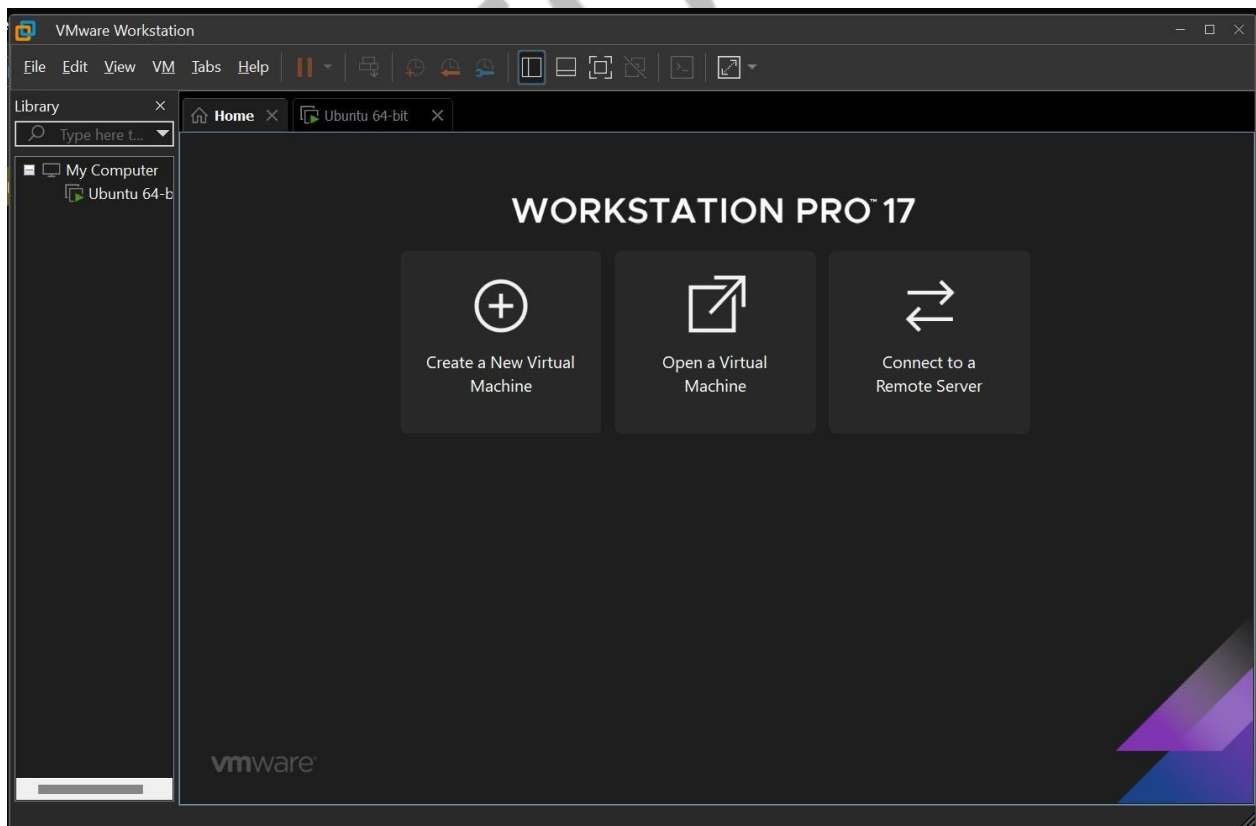 VMware Workstation
File Edit View VM Tabs Help
Library
Type here t...
Home
Ubuntu 64-bit
My Computer
Ubuntu 64-b
WORKSTATION PRO™ 17
Create a New Virtual
Machine
Open a Virtual
Machine
Connect to a
Remote Server
vmware®